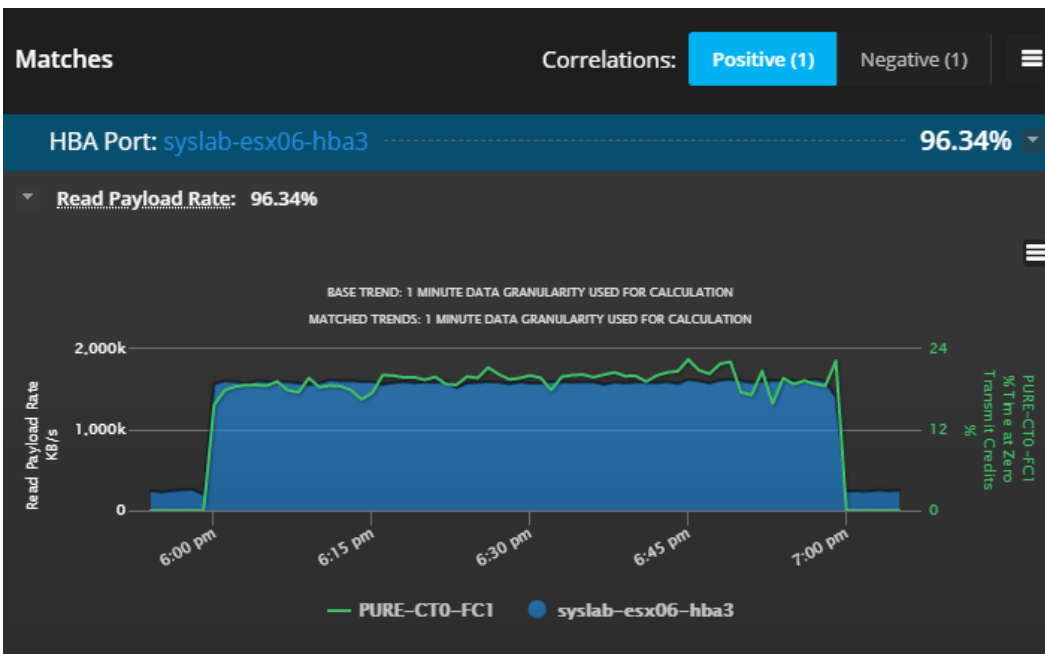 Matches
Correlations: Positive (1) Negative (1)
HBA Port: syslab-esx06-hba3 96.34%
Read Payload Rate: 96.34%
BASE TREND: 1 MINUTE DATA GRANULARITY USED FOR CALCULATION
MATCHED TRENDS: 1 MINUTE DATA GRANULARITY USED FOR CALCULATION
2,000k
1,000k
0
Read Payload Rate
KB/s
24
12
0
PURE-CT0-FC1
%Time at Zero
Transmit Credits
%
6:00 pm
6:15 pm
6:30 pm
6:45 pm
7:00 pm
PURE-CT0-FC1
syslab-esx06-hba3